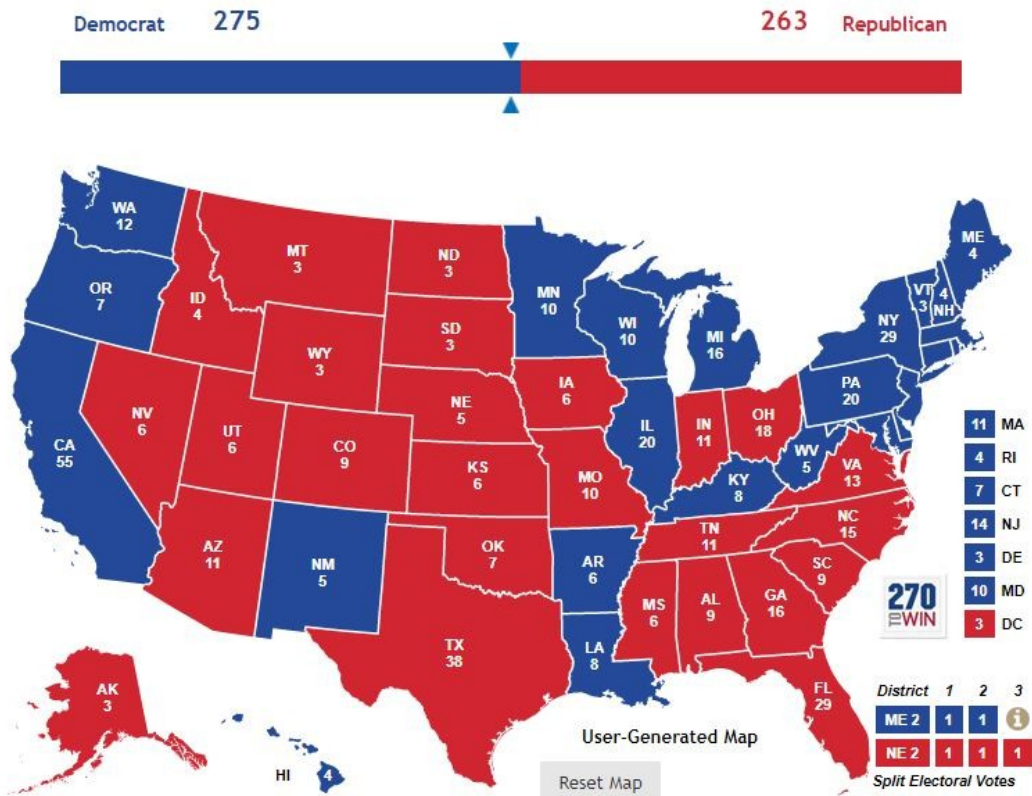 Democrat 275 263 Republican
WA
12
OR
7
CA
55
NV
6
ID
4
MT
3
WY
3
UT
6
CO
9
AZ
11
NM
5
ND
3
SD
3
NE
5
KS
6
OK
7
TX
38
MN
10
IA
6
MO
10
AR
6
LA
8
WI
10
IL
20
MI
16
IN
11
OH
18
KY
8
TN
11
MS
6
AL
9
GA
16
FL
29
SC
9
NC
15
VA
13
WV
5
PA
20
NY
29
VT
3
4
NH
ME
4
AK
3
HI 4
11 MA
4 RI
7 CT
14 NJ
3 DE
10 MD
3 DC
270
TO WIN
District 1 2 3
ME 2 1 1 i
NE 2 1 1 1
Split Electoral Votes
User-Generated Map
Reset Map